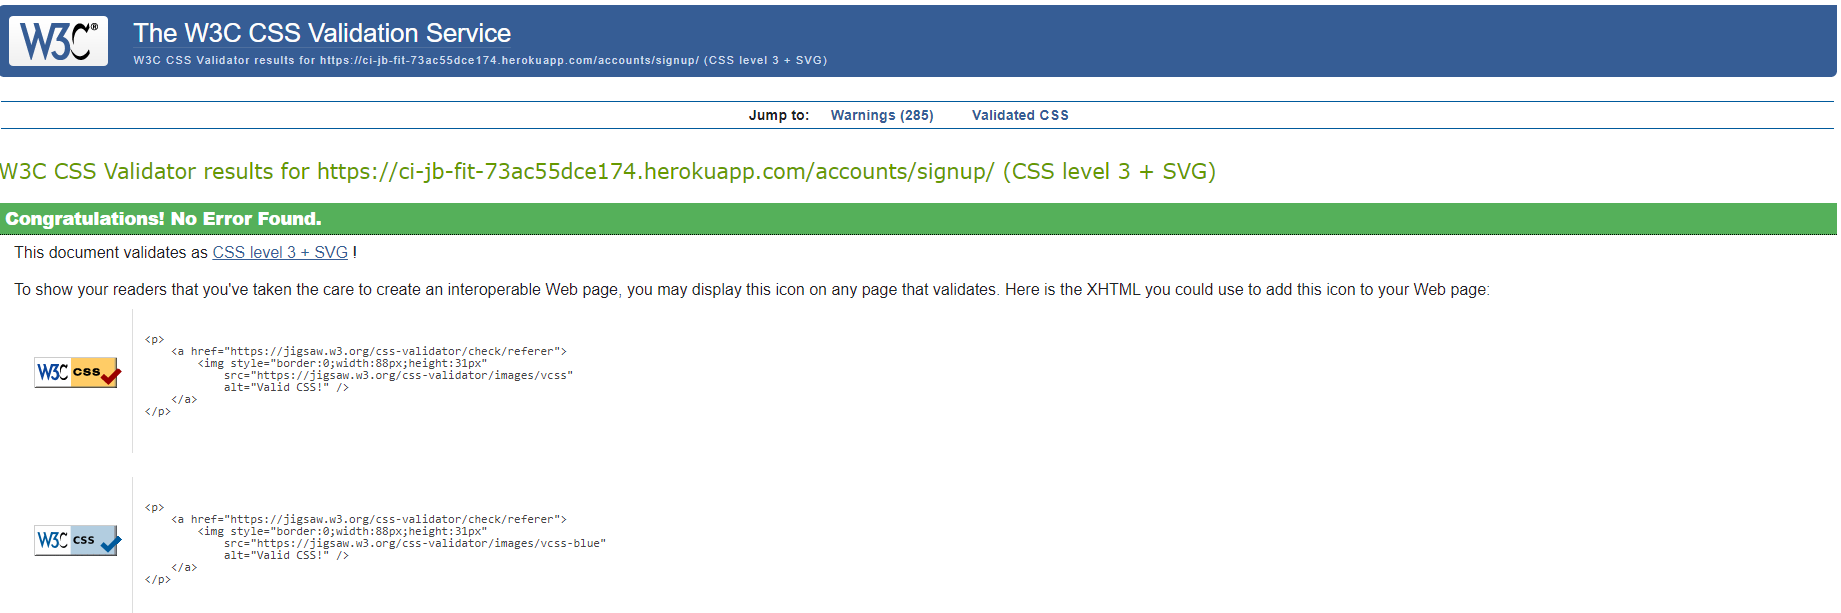 W3C® The W3C CSS Validation Service
W3C CSS Validator results for https://ci-jb-fit-73ac55dce174.herokuapp.com/accounts/signup/ (CSS level 3 + SVG)
Jump to: Warnings (285) Validated CSS
W3C CSS Validator results for https://ci-jb-fit-73ac55dce174.herokuapp.com/accounts/signup/ (CSS level 3 + SVG)
Congratulations! No Error Found.
This document validates as CSS level 3 + SVG !
To show your readers that you've taken the care to create an interoperable Web page, you may display this icon on any page that validates. Here is the XHTML you could use to add this icon to your Web page:
W3C css
<p>
<a href="https://jigsaw.w3.org/css-validator/check/referer">
<img style="border:0;width:88px;height:31px"
src="https://jigsaw.w3.org/css-validator/images/vcss"
alt="Valid CSS!" />
</a>
</p>
W3C css
<p>
<a href="https://jigsaw.w3.org/css-validator/check/referer">
<img style="border:0;width:88px;height:31px"
src="https://jigsaw.w3.org/css-validator/images/vcss-blue"
alt="Valid CSS!" />
</a>
</p>